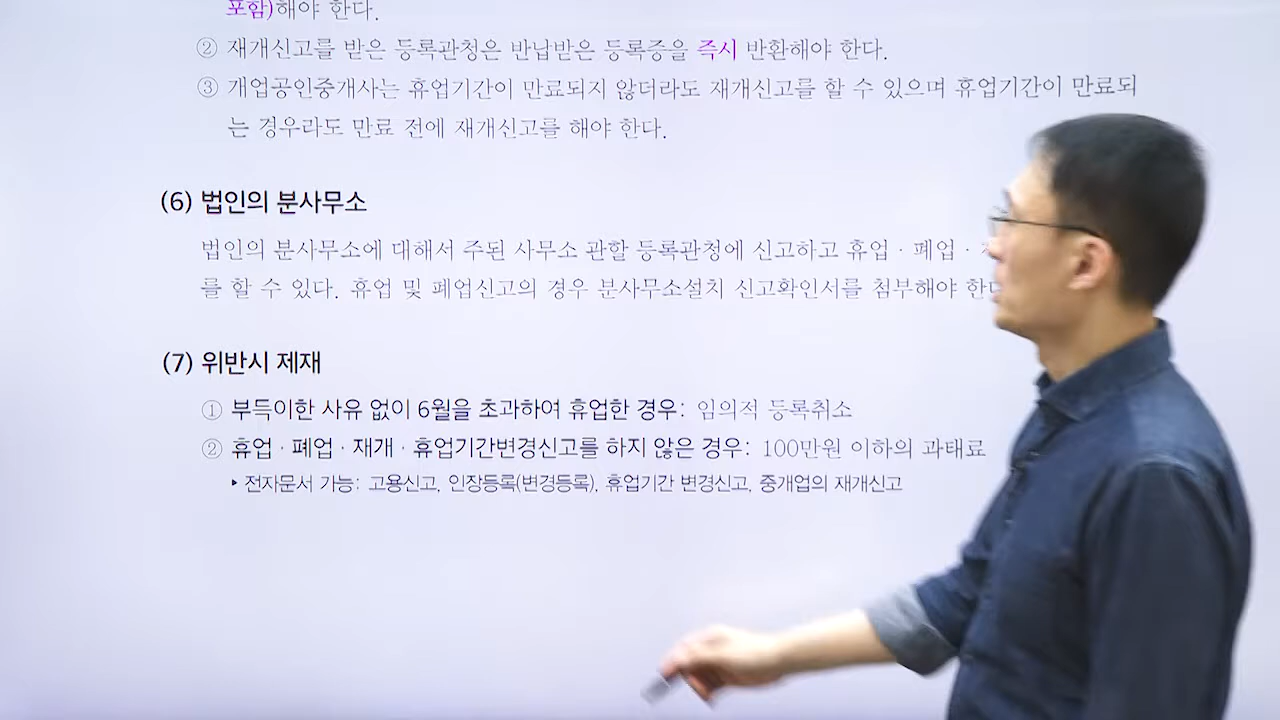 포함)해야 한다.
② 재개신고를 받은 등록관청은 반납받은 등록증을 즉시 반환해야 한다.
③ 개업공인중개사는 휴업기간이 만료되지 않더라도 재개신고를 할 수 있으며 휴업기간이 만료되
는 경우라도 만료 전에 재개신고를 해야 한다.
(6) 법인의 분사무소
법인의 분사무소에 대해서 주된 사무소 관할 등록관청에 신고하고 휴업 · 폐업 ·
를 할 수 있다. 휴업 및 폐업신고의 경우 분사무소설치 신고확인서를 첨부해야 한
(7) 위반시 제재
① 부득이한 사유 없이 6월을 초과하여 휴업한 경우: 임의적 등록취소
② 휴업 · 폐업 · 재개 · 휴업기간변경신고를 하지 않은 경우: 100만원 이하의 과태료
▸ 전자문서 가능: 고용신고, 인장등록(변경등록), 휴업기간 변경신고, 중개업의 재개신고